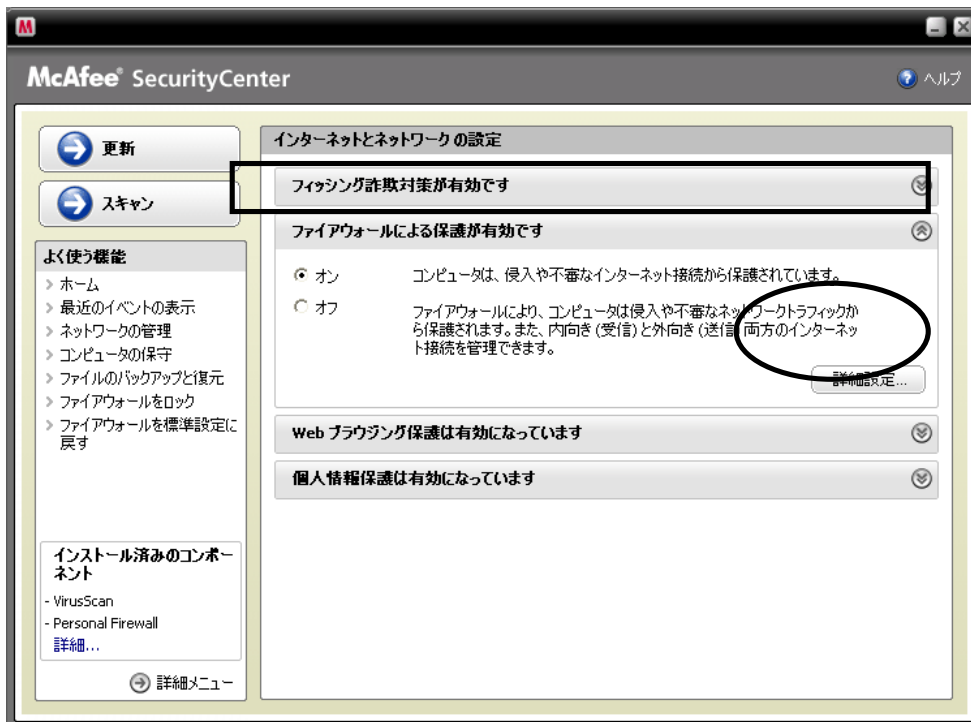 McAfee® SecurityCenter
ヘルプ
更新
スキャン
よく使う機能
ホーム
最近のイベントの表示
ネットワークの管理
コンピュータの保守
ファイルのバックアップと復元
ファイアウォールをロック
ファイアウォールを標準設定に
戻す
インストール済みのコンポー
ネント
- VirusScan
- Personal Firewall
詳細...
詳細メニュー
インターネットとネットワークの設定
フィッシング詐欺対策が有効です
ファイアウォールによる保護が有効です
オン
コンピュータは、侵入や不審なインターネット接続から保護されています。
オフ
ファイアウォールにより、コンピュータは侵入や不審なネットワークトラフィックか
ら保護されます。また、内向き (受信) と外向き (送信) 両方のインターネッ
ト接続を管理できます。
詳細設定...
Web ブラウジング保護は有効になっています
個人情報保護は有効になっています